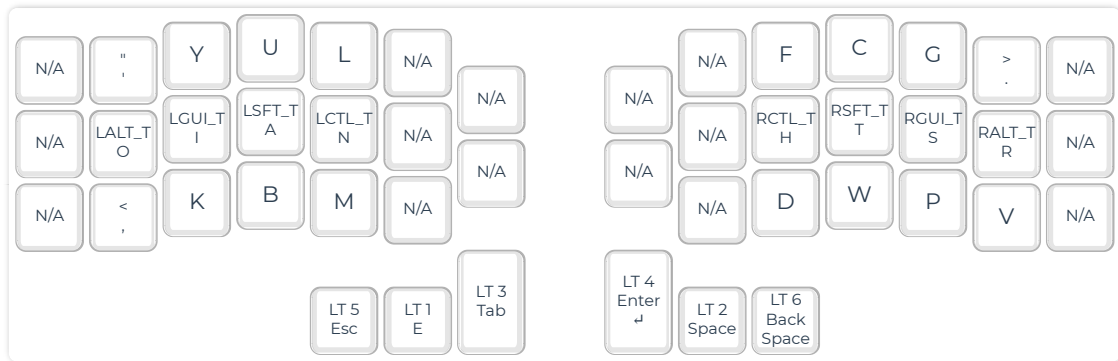 N/A " Y U L N/A N/A F C G > N/A
' .
N/A N/A
N/A LALT_T LGUI_T LSFT_T LCTL_T N/A N/A RCTL_T RSFT_T RGUI_T RALT_T N/A
O I A N H T S R
N/A N/A
N/A < K B M N/A N/A D W P V N/A
,
LT 5 LT 1 LT 3 LT 4 LT 2 LT 6
Esc E Tab Enter Space Back
↵ Space